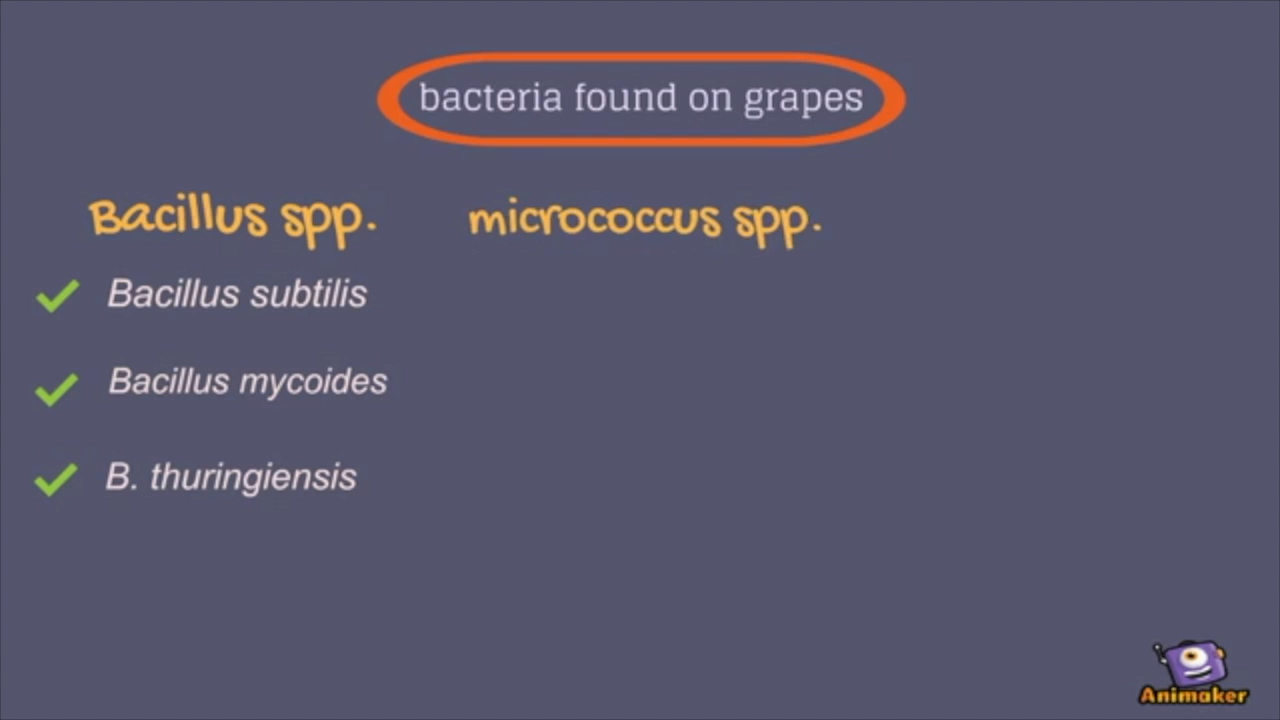 bacteria found on grapes
Bacillus spp.
micrococcus spp.
Bacillus subtilis
Bacillus mycoides
B. thuringiensis
Animaker